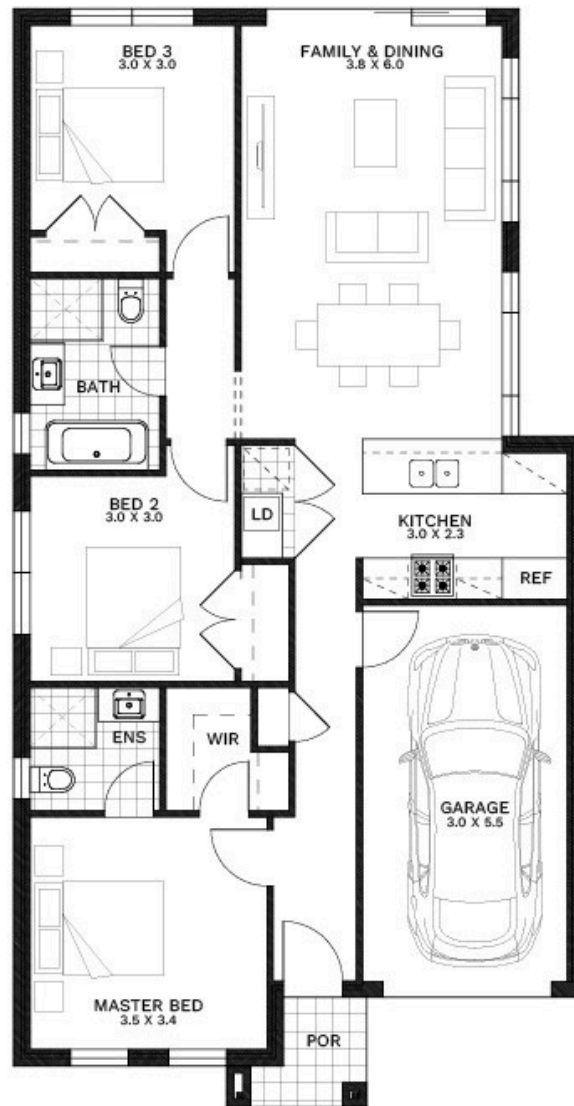 BED 3
3.0 X 3.0
FAMILY & DINING
3.8 X 6.0
BATH
BED 2
3.0 X 3.0
LD
KITCHEN
3.0 X 2.3
REF
ENS
WIR
GARAGE
3.0 X 5.5
MASTER BED
3.5 X 3.4
POR